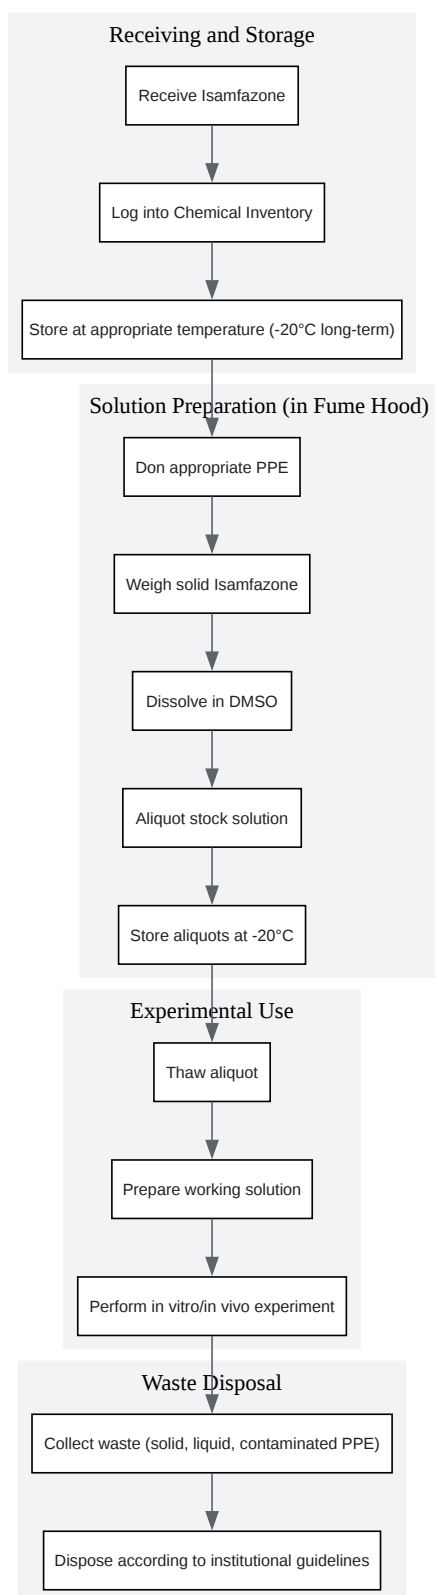 Receiving and Storage
Receive Isamfazone
Log into Chemical Inventory
Store at appropriate temperature (-20°C long-term)
Solution Preparation (in Fume Hood)
Don appropriate PPE
Weigh solid Isamfazone
Dissolve in DMSO
Aliquot stock solution
Store aliquots at -20°C
Experimental Use
Thaw aliquot
Prepare working solution
Perform in vitro/in vivo experiment
Waste Disposal
Collect waste (solid, liquid, contaminated PPE)
Dispose according to institutional guidelines